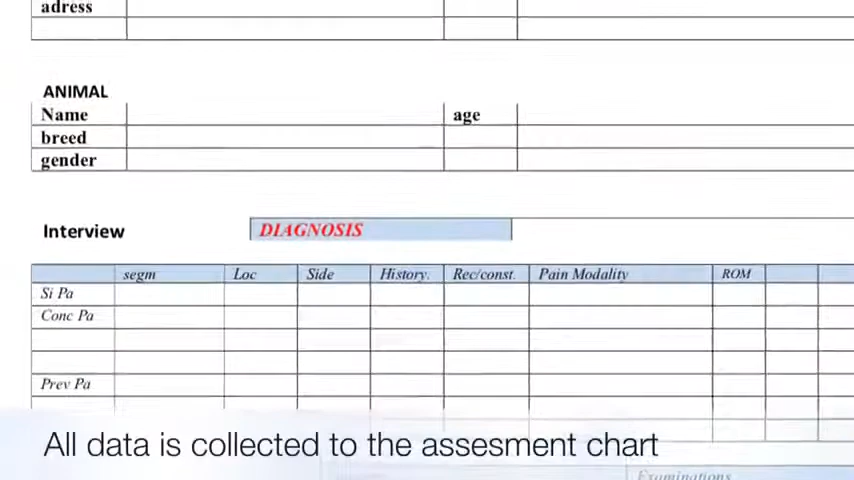 adress
ANIMAL
Name age
breed
gender
Interview DIAGNOSIS
segm Loc Side History. Rec/const. Pain Modality ROM
Si Pa
Conc Pa
Prev Pa
All data is collected to the assesment chart
Examinations